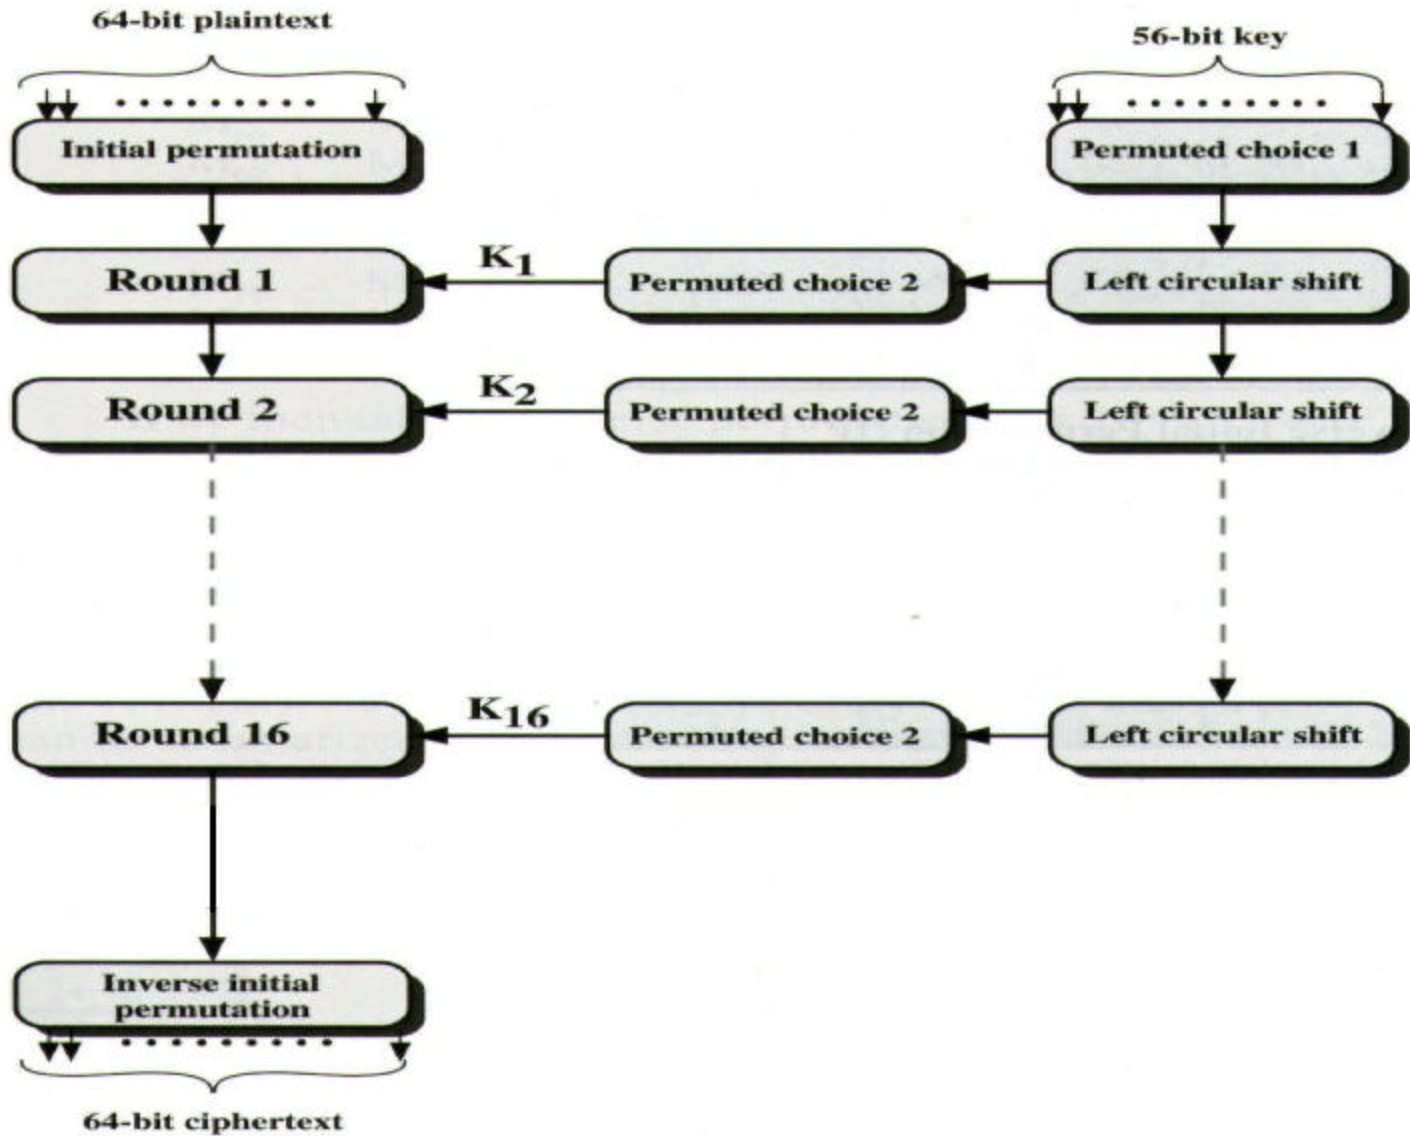 64-bit plaintext
56-bit key
Initial permutation
Permuted choice 1
Round 1
K1
Permuted choice 2
Left circular shift
Round 2
K2
Permuted choice 2
Left circular shift
Round 16
K16
Permuted choice 2
Left circular shift
Inverse initial
permutation
64-bit ciphertext